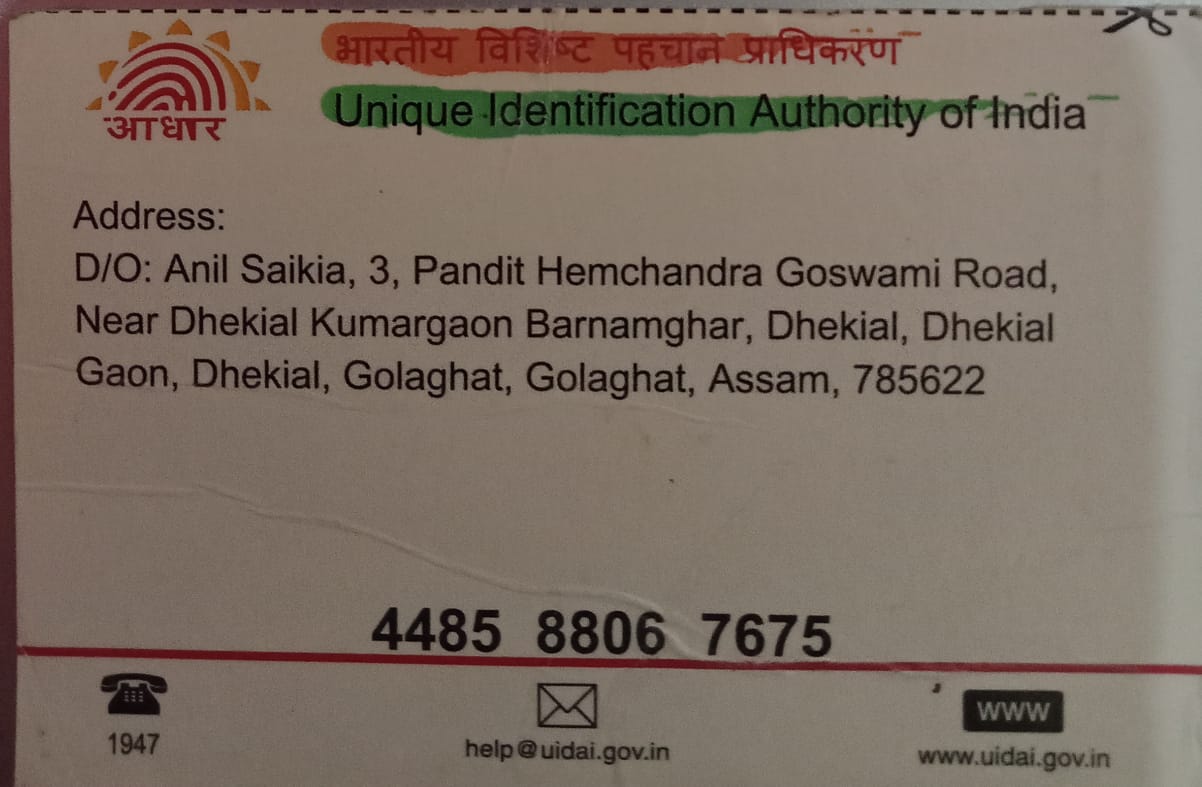 भारतीय विशिष्ट पहचान प्राधिकरण
Unique Identification Authority of India
आधार
Address:
D/O: Anil Saikia, 3, Pandit Hemchandra Goswami Road,
Near Dhekial Kumargaon Barnamghar, Dhekial, Dhekial
Gaon, Dhekial, Golaghat, Golaghat, Assam, 785622
4485 8806 7675
1947
help@uidai.gov.in
www
www.uidai.gov.in